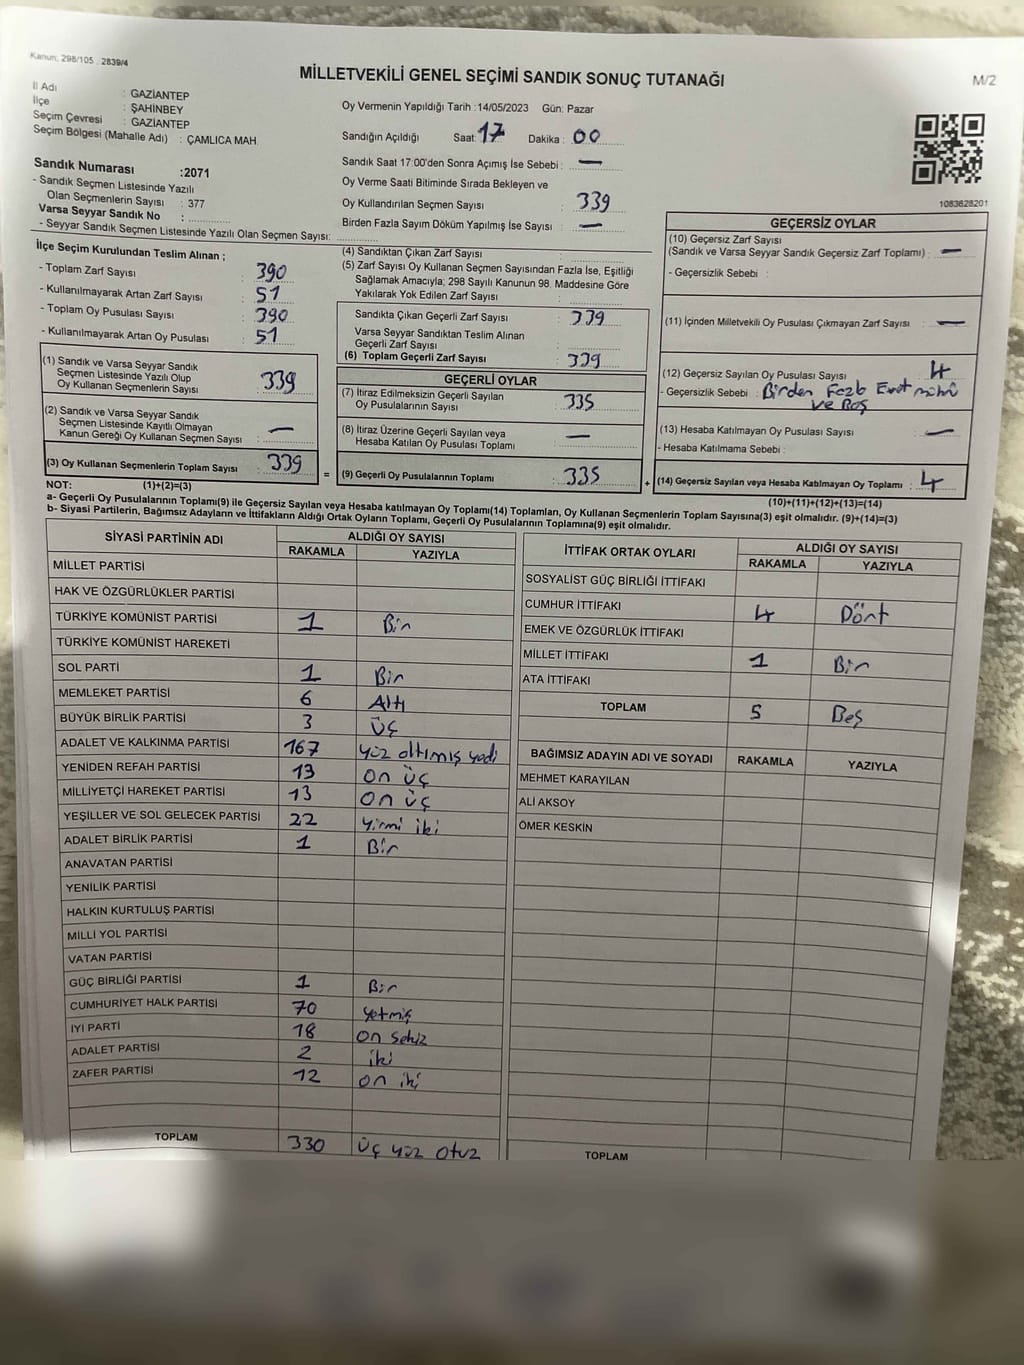 Kanun: 298/105 , 2839/4
MİLLETVEKİLİ GENEL SEÇİMİ SANDIK SONUÇ TUTANAĞI
M/2
İl Adı : GAZİANTEP
İlçe : ŞAHİNBEY
Seçim Çevresi : GAZİANTEP
Seçim Bölgesi (Mahalle Adı) : ÇAMLICA MAH.
Sandık Numarası :2071
- Sandık Seçmen Listesinde Yazılı
Olan Seçmenlerin Sayısı : 377
Varsa Seyyar Sandık No :
- Seyyar Sandık Seçmen Listesinde Yazılı Olan Seçmen Sayısı:
Oy Vermenin Yapıldığı Tarih :14/05/2023 Gün: Pazar
Sandığın Açıldığı Saat: 17 Dakika : 00
Sandık Saat 17:00'den Sonra Açımış İse Sebebi : —
Oy Verme Saati Bitiminde Sırada Bekleyen ve
Oy Kullandırılan Seçmen Sayısı : 339
Birden Fazla Sayım Döküm Yapılmış İse Sayısı : —
1083628201
İlçe Seçim Kurulundan Teslim Alınan ;
- Toplam Zarf Sayısı : 390
- Kullanılmayarak Artan Zarf Sayısı : 51
- Toplam Oy Pusulası Sayısı : 390
- Kullanılmayarak Artan Oy Pusulası : 51
(1) Sandık ve Varsa Seyyar Sandık
Seçmen Listesinde Yazılı Olup
Oy Kullanan Seçmenlerin Sayısı : 339
(2) Sandık ve Varsa Seyyar Sandık
Seçmen Listesinde Kayıtlı Olmayan
Kanun Gereği Oy Kullanan Seçmen Sayısı : —
(3) Oy Kullanan Seçmenlerin Toplam Sayısı : 339
(4) Sandıktan Çıkan Zarf Sayısı :
(5) Zarf Sayısı Oy Kullanan Seçmen Sayısından Fazla İse, Eşitliği
Sağlamak Amacıyla; 298 Sayılı Kanunun 98. Maddesine Göre
Yakılarak Yok Edilen Zarf Sayısı :
Sandıkta Çıkan Geçerli Zarf Sayısı : 339
Varsa Seyyar Sandıktan Teslim Alınan
Geçerli Zarf Sayısı :
(6) Toplam Geçerli Zarf Sayısı : 339
GEÇERLİ OYLAR
(7) İtiraz Edilmeksizin Geçerli Sayılan
Oy Pusulalarının Sayısı : 335
(8) İtiraz Üzerine Geçerli Sayılan veya
Hesaba Katılan Oy Pusulası Toplamı : —
= (9) Geçerli Oy Pusulalarının Toplamı : 335
GEÇERSİZ OYLAR
(10) Geçersiz Zarf Sayısı
(Sandık ve Varsa Seyyar Sandık Geçersiz Zarf Toplamı) : —
- Geçersizlik Sebebi :
(11) İçinden Milletvekili Oy Pusulası Çıkmayan Zarf Sayısı : —
(12) Geçersiz Sayılan Oy Pusulası Sayısı : 4
- Geçersizlik Sebebi : Birden Fazla Evet mührü
ve Boş
(13) Hesaba Katılmayan Oy Pusulası Sayısı : —
- Hesaba Katılmama Sebebi :
+ (14) Geçersiz Sayılan veya Hesaba Katılmayan Oy Toplamı : 4
NOT: (1)+(2)=(3)
(10)+(11)+(12)+(13)=(14)
a- Geçerli Oy Pusulalarının Toplamı(9) ile Geçersiz Sayılan veya Hesaba katılmayan Oy Toplamı(14) Toplamları, Oy Kullanan Seçmenlerin Toplam Sayısına(3) eşit olmalıdır. (9)+(14)=(3)
b- Siyasi Partilerin, Bağımsız Adayların ve İttifakların Aldığı Ortak Oyların Toplamı, Geçerli Oy Pusulalarının Toplamına(9) eşit olmalıdır.
SİYASİ PARTİNİN ADI ALDIĞI OY SAYISI
RAKAMLA YAZIYLA
MİLLET PARTİSİ
HAK VE ÖZGÜRLÜKLER PARTİSİ
TÜRKİYE KOMÜNİST PARTİSİ 1 Bir
TÜRKİYE KOMÜNİST HAREKETİ
SOL PARTİ 1 Bir
MEMLEKET PARTİSİ 6 Altı
BÜYÜK BİRLİK PARTİSİ 3 Üç
ADALET VE KALKINMA PARTİSİ 167 Yüz altımış yedi
YENİDEN REFAH PARTİSİ 13 On üç
MİLLİYETÇİ HAREKET PARTİSİ 13 On üç
YEŞİLLER VE SOL GELECEK PARTİSİ 22 Yirmi iki
ADALET BİRLİK PARTİSİ 1 Bir
ANAVATAN PARTİSİ
YENİLİK PARTİSİ
HALKIN KURTULUŞ PARTİSİ
MİLLİ YOL PARTİSİ
VATAN PARTİSİ
GÜÇ BİRLİĞİ PARTİSİ 1 Bir
CUMHURİYET HALK PARTİSİ 70 Yetmiş
İYİ PARTİ 18 On sekiz
ADALET PARTİSİ 2 iki
ZAFER PARTİSİ 12 On iki
TOPLAM 330 Üç yüz otuz
İTTİFAK ORTAK OYLARI ALDIĞI OY SAYISI
RAKAMLA YAZIYLA
SOSYALİST GÜÇ BİRLİĞİ İTTİFAKI
CUMHUR İTTİFAKI 4 Dört
EMEK VE ÖZGÜRLÜK İTTİFAKI
MİLLET İTTİFAKI 1 Bir
ATA İTTİFAKI
TOPLAM 5 Beş
BAĞIMSIZ ADAYIN ADI VE SOYADI RAKAMLA YAZIYLA
MEHMET KARAYILAN
ALİ AKSOY
ÖMER KESKİN
TOPLAM